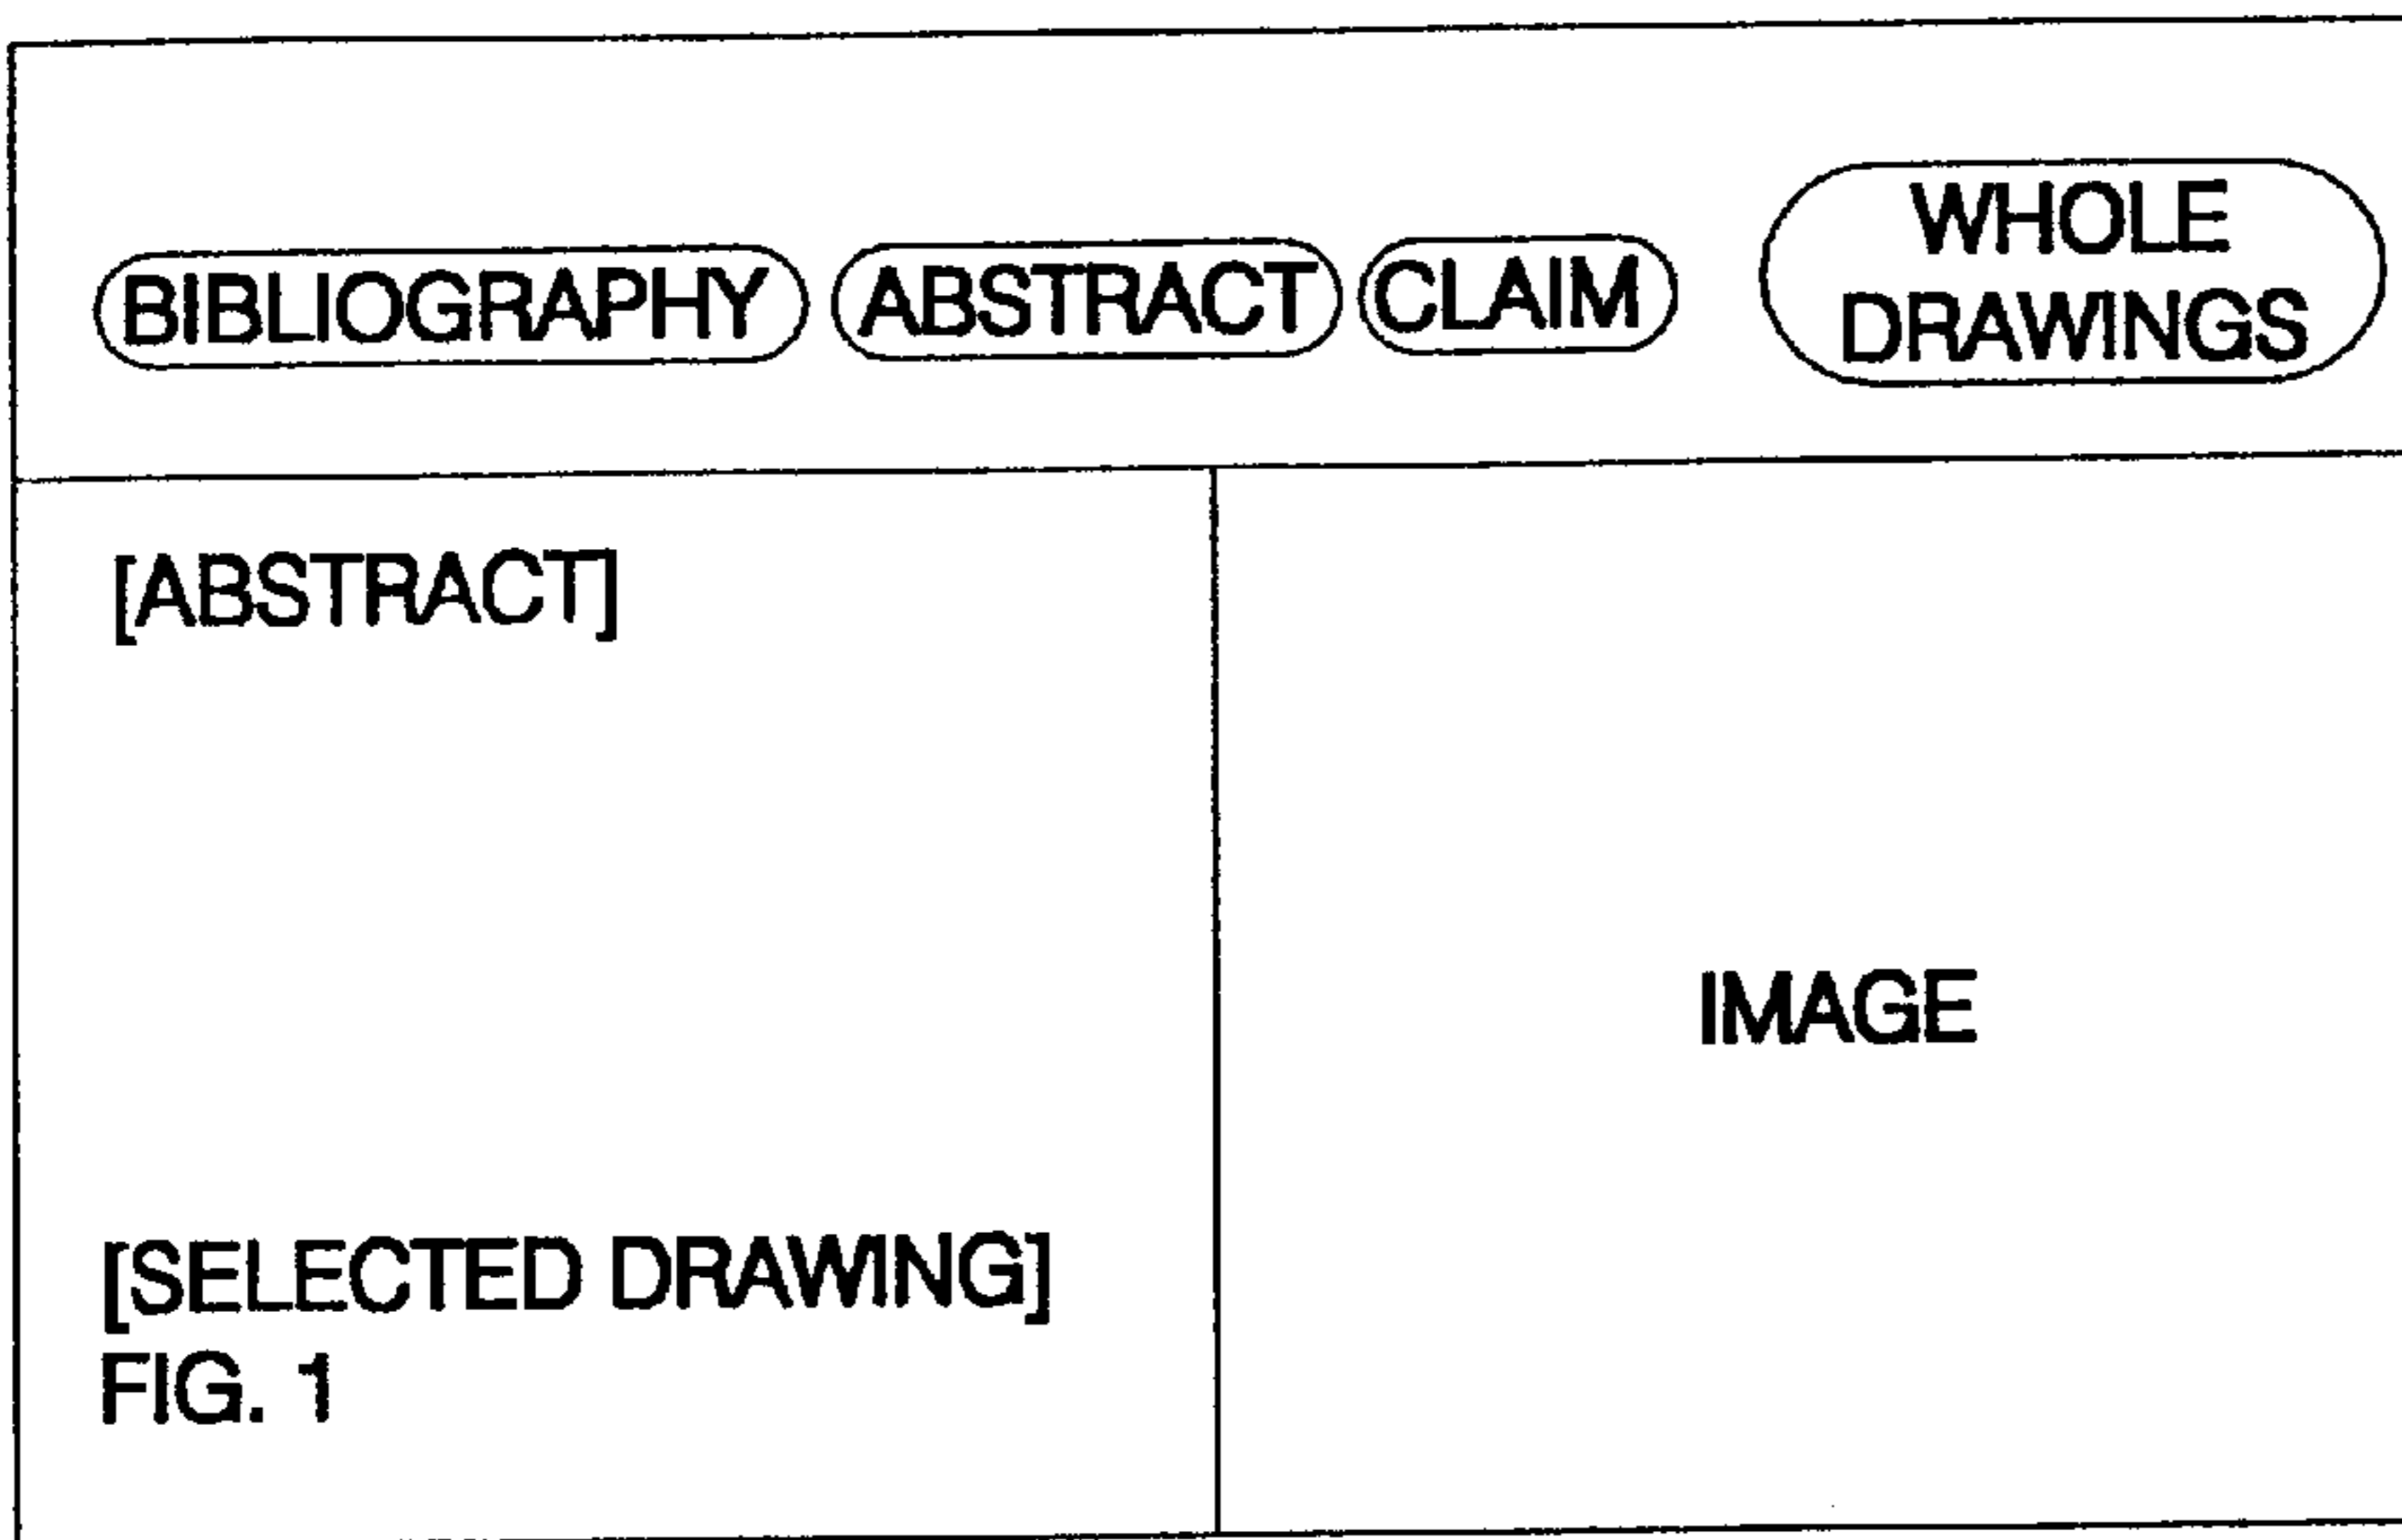 WHOLE
DRAWINGS
BIBLIOGRAPHY ABSTRACT CLAIM
[ABSTRACT]
IMAGE
[SELECTED DRAWING]
FIG. 1